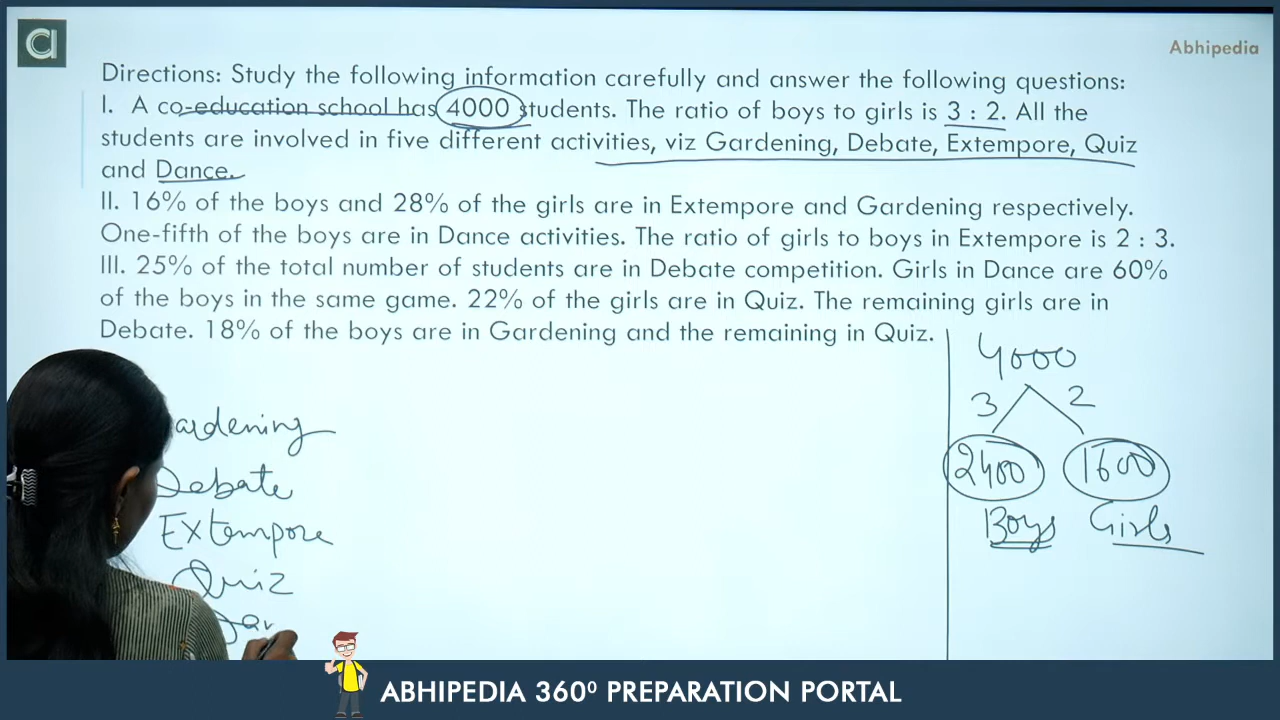 Abhipedia
Directions: Study the following information carefully and answer the following questions:
I. A co-education school has 4000 students. The ratio of boys to girls is 3 : 2. All the
students are involved in five different activities, viz Gardening, Debate, Extempore, Quiz
and Dance.
II. 16% of the boys and 28% of the girls are in Extempore and Gardening respectively.
One-fifth of the boys are in Dance activities. The ratio of girls to boys in Extempore is 2 : 3.
III. 25% of the total number of students are in Debate competition. Girls in Dance are 60%
of the boys in the same game. 22% of the girls are in Quiz. The remaining girls are in
Debate. 18% of the boys are in Gardening and the remaining in Quiz.
4000
3 2
2400 1600
Boys Girls
ardening
Debate
Extempore
Quiz
ABHIPEDIA 360⁰ PREPARATION PORTAL